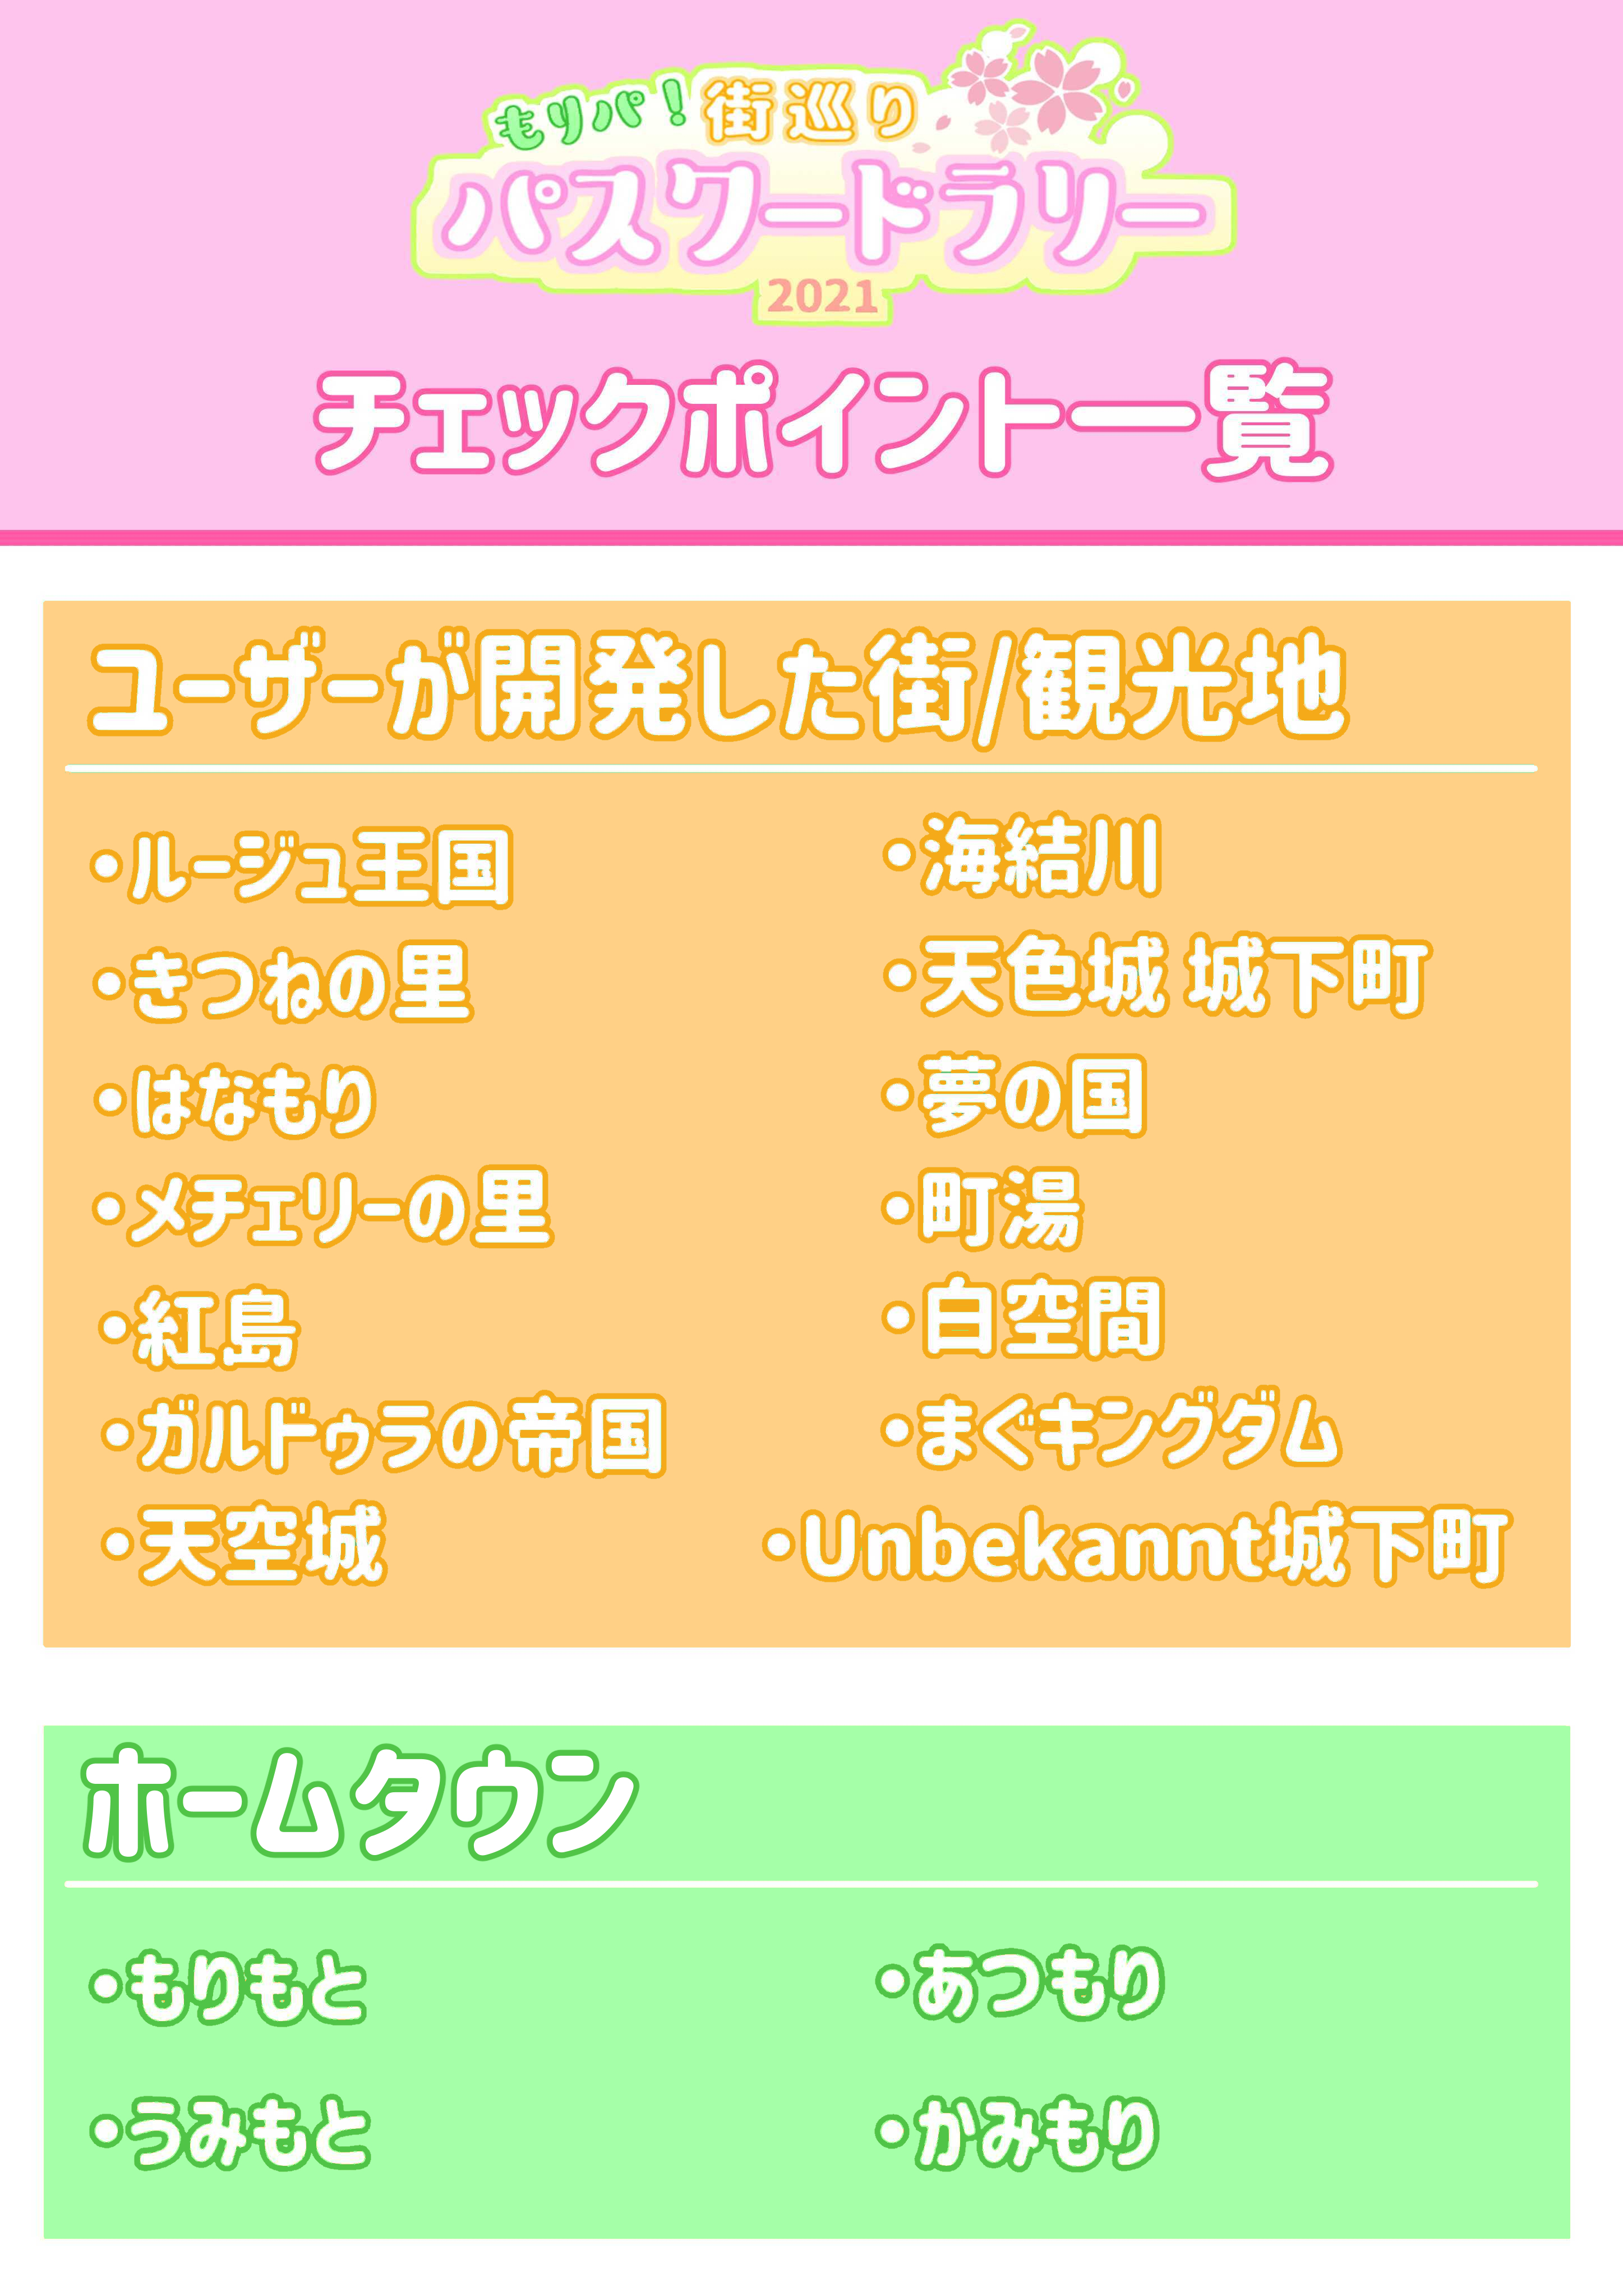 もりパ！街巡り
パスワードラリー
2021
チェックポイント一覧
ユーザーが開発した街/観光地
・ルージュ王国
・きつねの里
・はなもり
・メチェリーの里
・紅島
・ガルドゥラの帝国
・天空城
・海結川
・天色城 城下町
・夢の国
・町湯
・白空間
・まぐキングダム
・Unbekannt城下町
ホームタウン
・もりもと
・うみもと
・あつもり
・かみもり